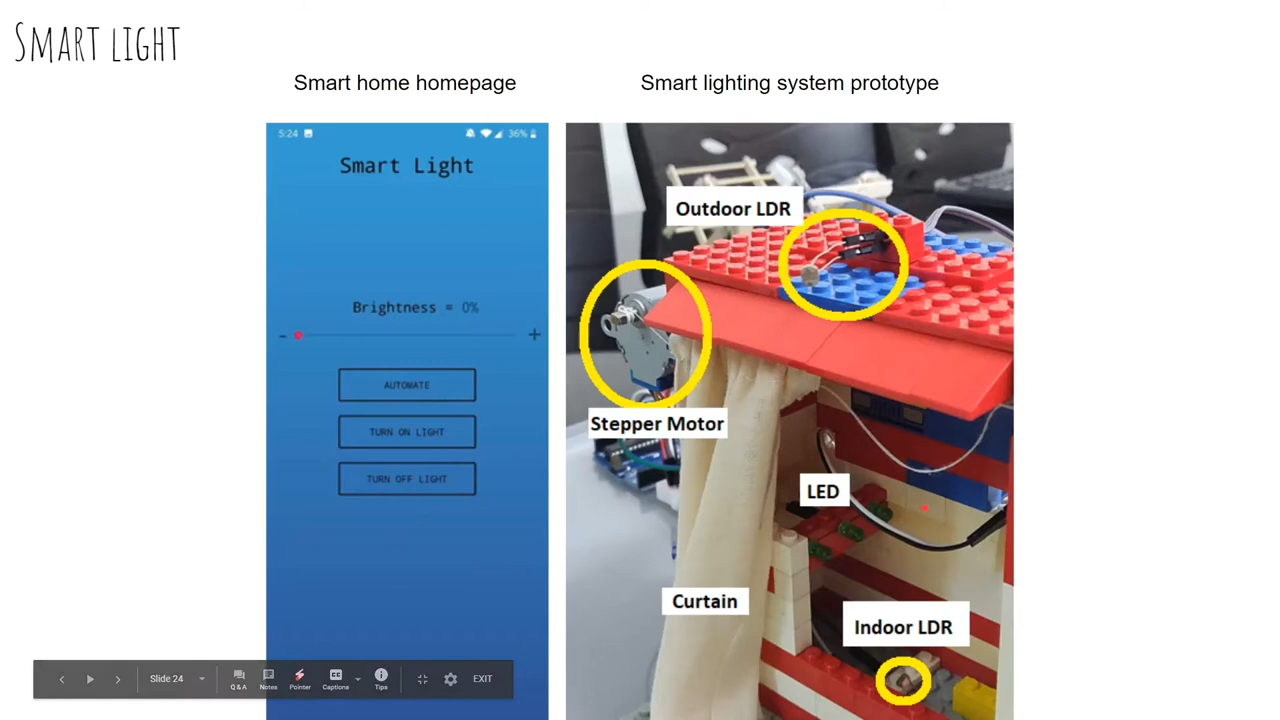 Smart light
Smart home homepage
Smart lighting system prototype
5:24
36%
Smart Light
Brightness = 0%
- +
AUTOMATE
TURN ON LIGHT
TURN OFF LIGHT
Outdoor LDR
Stepper Motor
LED
Curtain
Indoor LDR
Slide 24
Q&A
Notes
Pointer
CC
Captions
Tips
EXIT